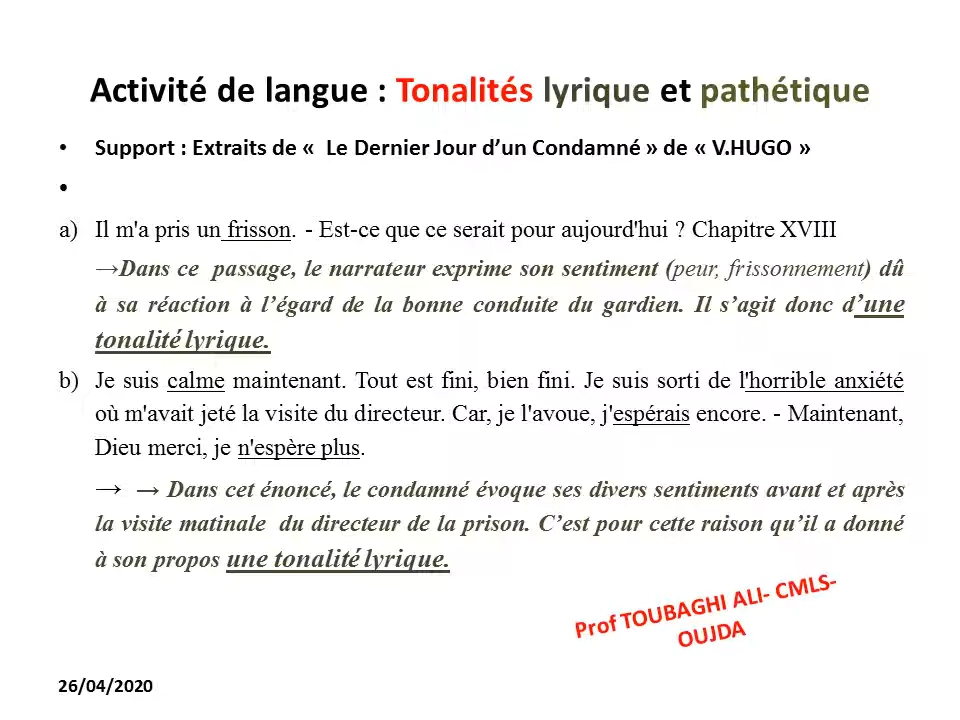 Activité de langue : Tonalités lyrique et pathétique
• Support : Extraits de «  Le Dernier Jour d’un Condamné » de « V.HUGO »
•
a) Il m'a pris un frisson. - Est-ce que ce serait pour aujourd'hui ? Chapitre XVIII
→Dans ce  passage, le narrateur exprime son sentiment (peur, frissonnement) dû
à sa réaction à l’égard de la bonne conduite du gardien. Il s’agit donc d’une
tonalité lyrique.
b) Je suis calme maintenant. Tout est fini, bien fini. Je suis sorti de l'horrible anxiété
où m'avait jeté la visite du directeur. Car, je l'avoue, j'espérais encore. - Maintenant,
Dieu merci, je n'espère plus.
→ → Dans cet énoncé, le condamné évoque ses divers sentiments avant et après
la visite matinale  du directeur de la prison. C’est pour cette raison qu’il a donné
à son propos une tonalité lyrique.
Prof TOUBAGHI ALI- CMLS-
OUJDA
26/04/2020